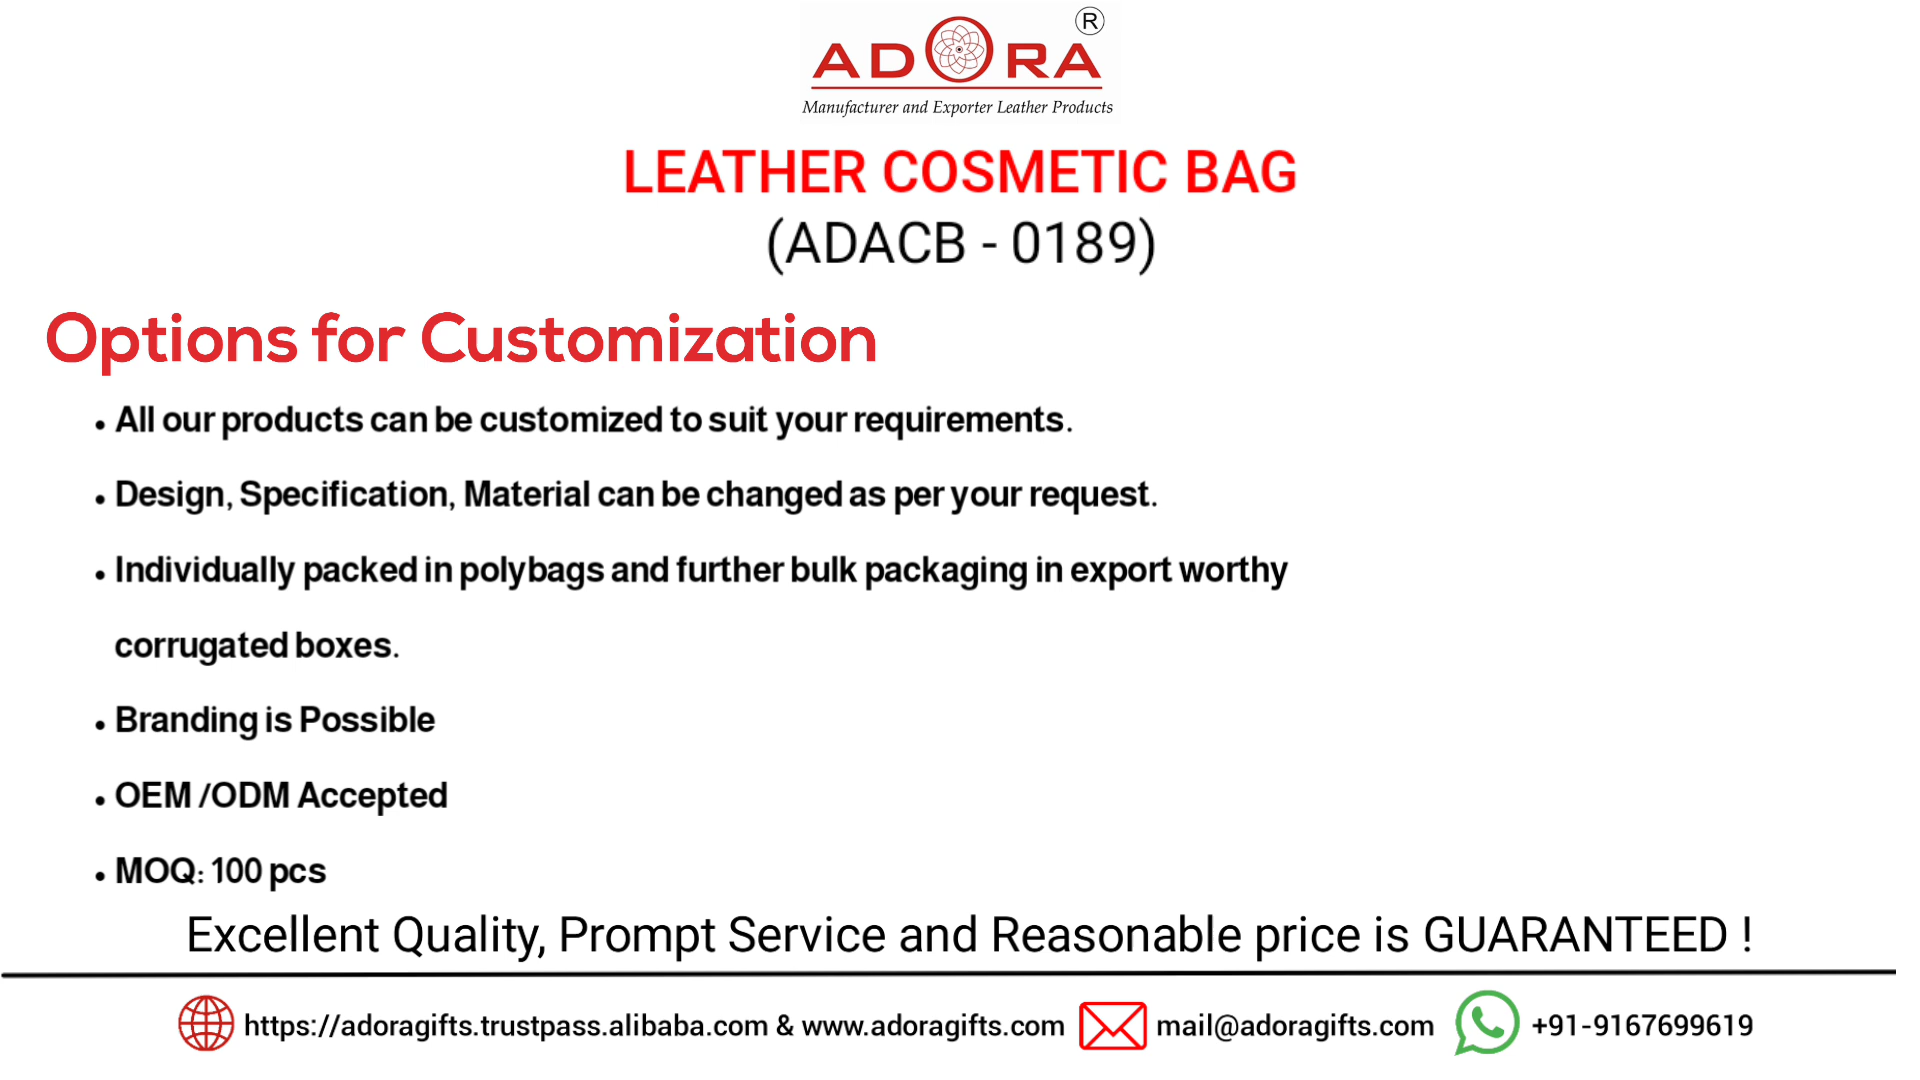 ADORA
®
Manufacturer and Exporter Leather Products
LEATHER COSMETIC BAG
(ADACB - 0189)
Options for Customization
• All our products can be customized to suit your requirements.
• Design, Specification, Material can be changed as per your request.
• Individually packed in polybags and further bulk packaging in export worthy
corrugated boxes.
• Branding is Possible
• OEM /ODM Accepted
• MOQ: 100 pcs
Excellent Quality, Prompt Service and Reasonable price is GUARANTEED !
https://adoragifts.trustpass.alibaba.com & www.adoragifts.com mail@adoragifts.com +91-9167699619